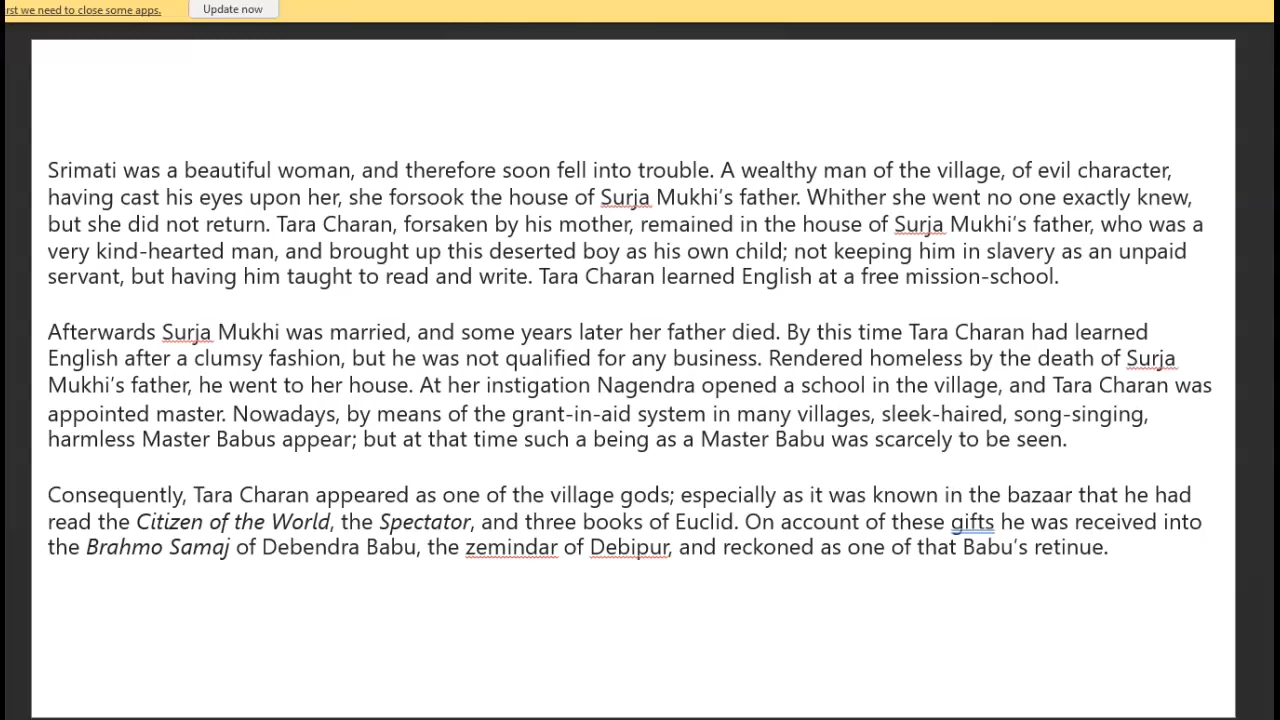 rst we need to close some apps. Update now
Srimati was a beautiful woman, and therefore soon fell into trouble. A wealthy man of the village, of evil character,
having cast his eyes upon her, she forsook the house of Surja Mukhi's father. Whither she went no one exactly knew,
but she did not return. Tara Charan, forsaken by his mother, remained in the house of Surja Mukhi's father, who was a
very kind-hearted man, and brought up this deserted boy as his own child; not keeping him in slavery as an unpaid
servant, but having him taught to read and write. Tara Charan learned English at a free mission-school.
Afterwards Surja Mukhi was married, and some years later her father died. By this time Tara Charan had learned
English after a clumsy fashion, but he was not qualified for any business. Rendered homeless by the death of Surja
Mukhi's father, he went to her house. At her instigation Nagendra opened a school in the village, and Tara Charan was
appointed master. Nowadays, by means of the grant-in-aid system in many villages, sleek-haired, song-singing,
harmless Master Babus appear; but at that time such a being as a Master Babu was scarcely to be seen.
Consequently, Tara Charan appeared as one of the village gods; especially as it was known in the bazaar that he had
read the Citizen of the World, the Spectator, and three books of Euclid. On account of these gifts he was received into
the Brahmo Samaj of Debendra Babu, the zemindar of Debipur, and reckoned as one of that Babu's retinue.